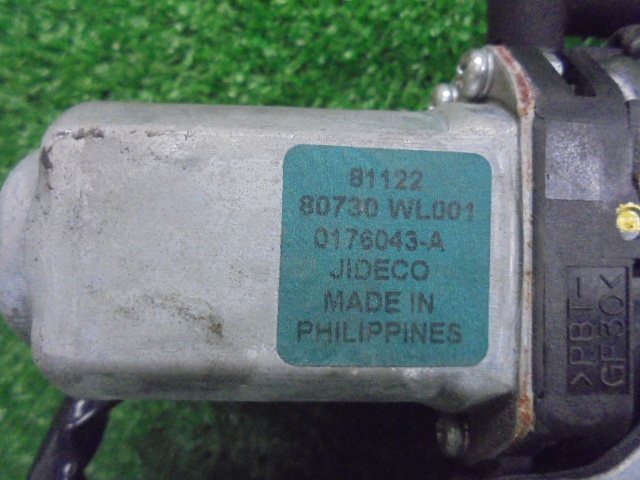 81122
80730 WL001
0176043-A
JIDECO
MADE IN
PHILIPPINES
>PBT-
GF30<